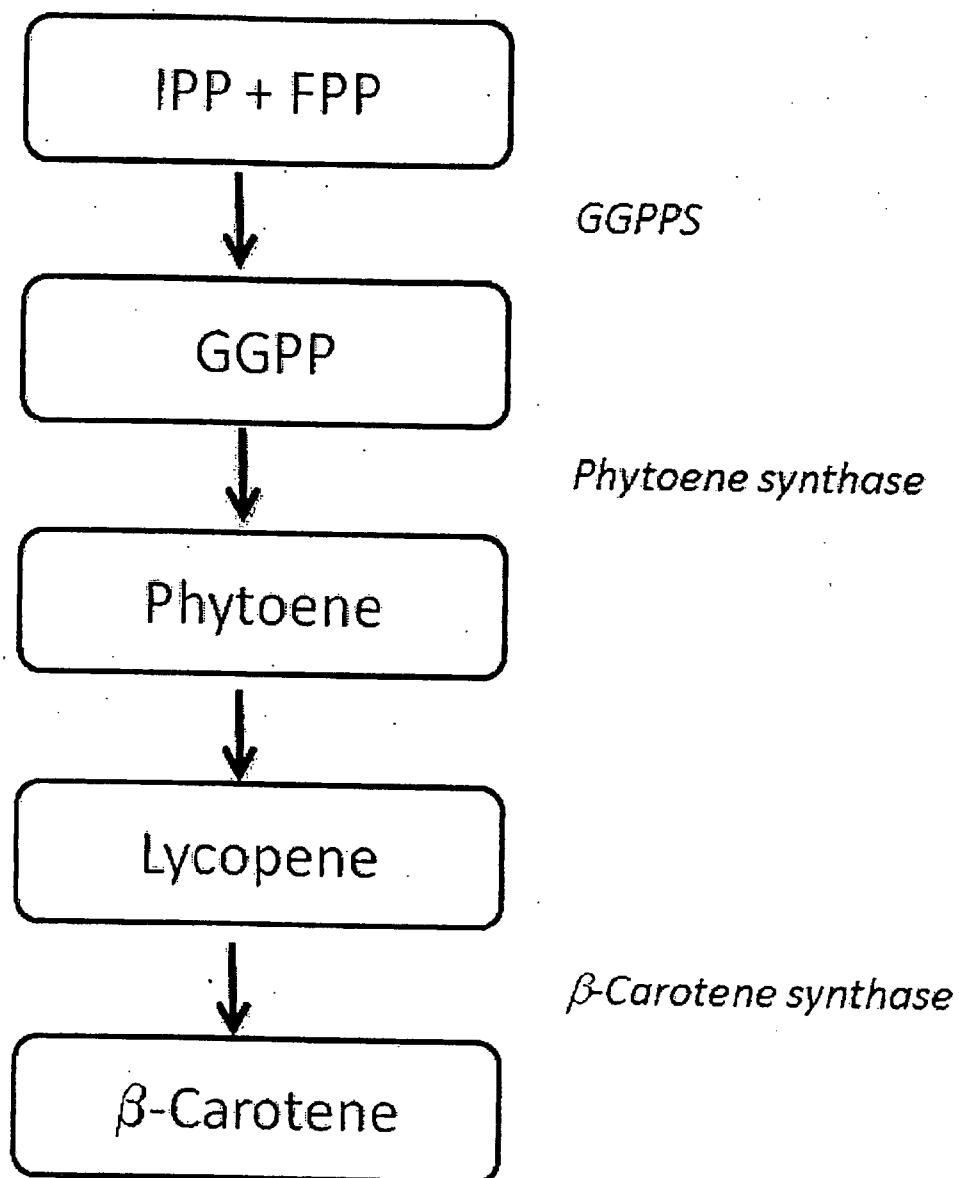 IPP + FPP
GGPPS
GGPP
Phytoene synthase
Phytoene
Lycopene
β-Carotene synthase
β-Carotene